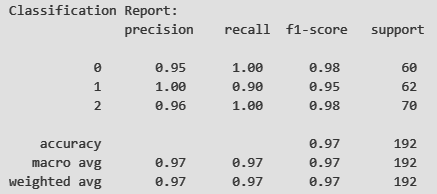 Classification Report:
precision recall f1-score support
0 0.95 1.00 0.98 60
1 1.00 0.90 0.95 62
2 0.96 1.00 0.98 70
accuracy 0.97 192
macro avg 0.97 0.97 0.97 192
weighted avg 0.97 0.97 0.97 192